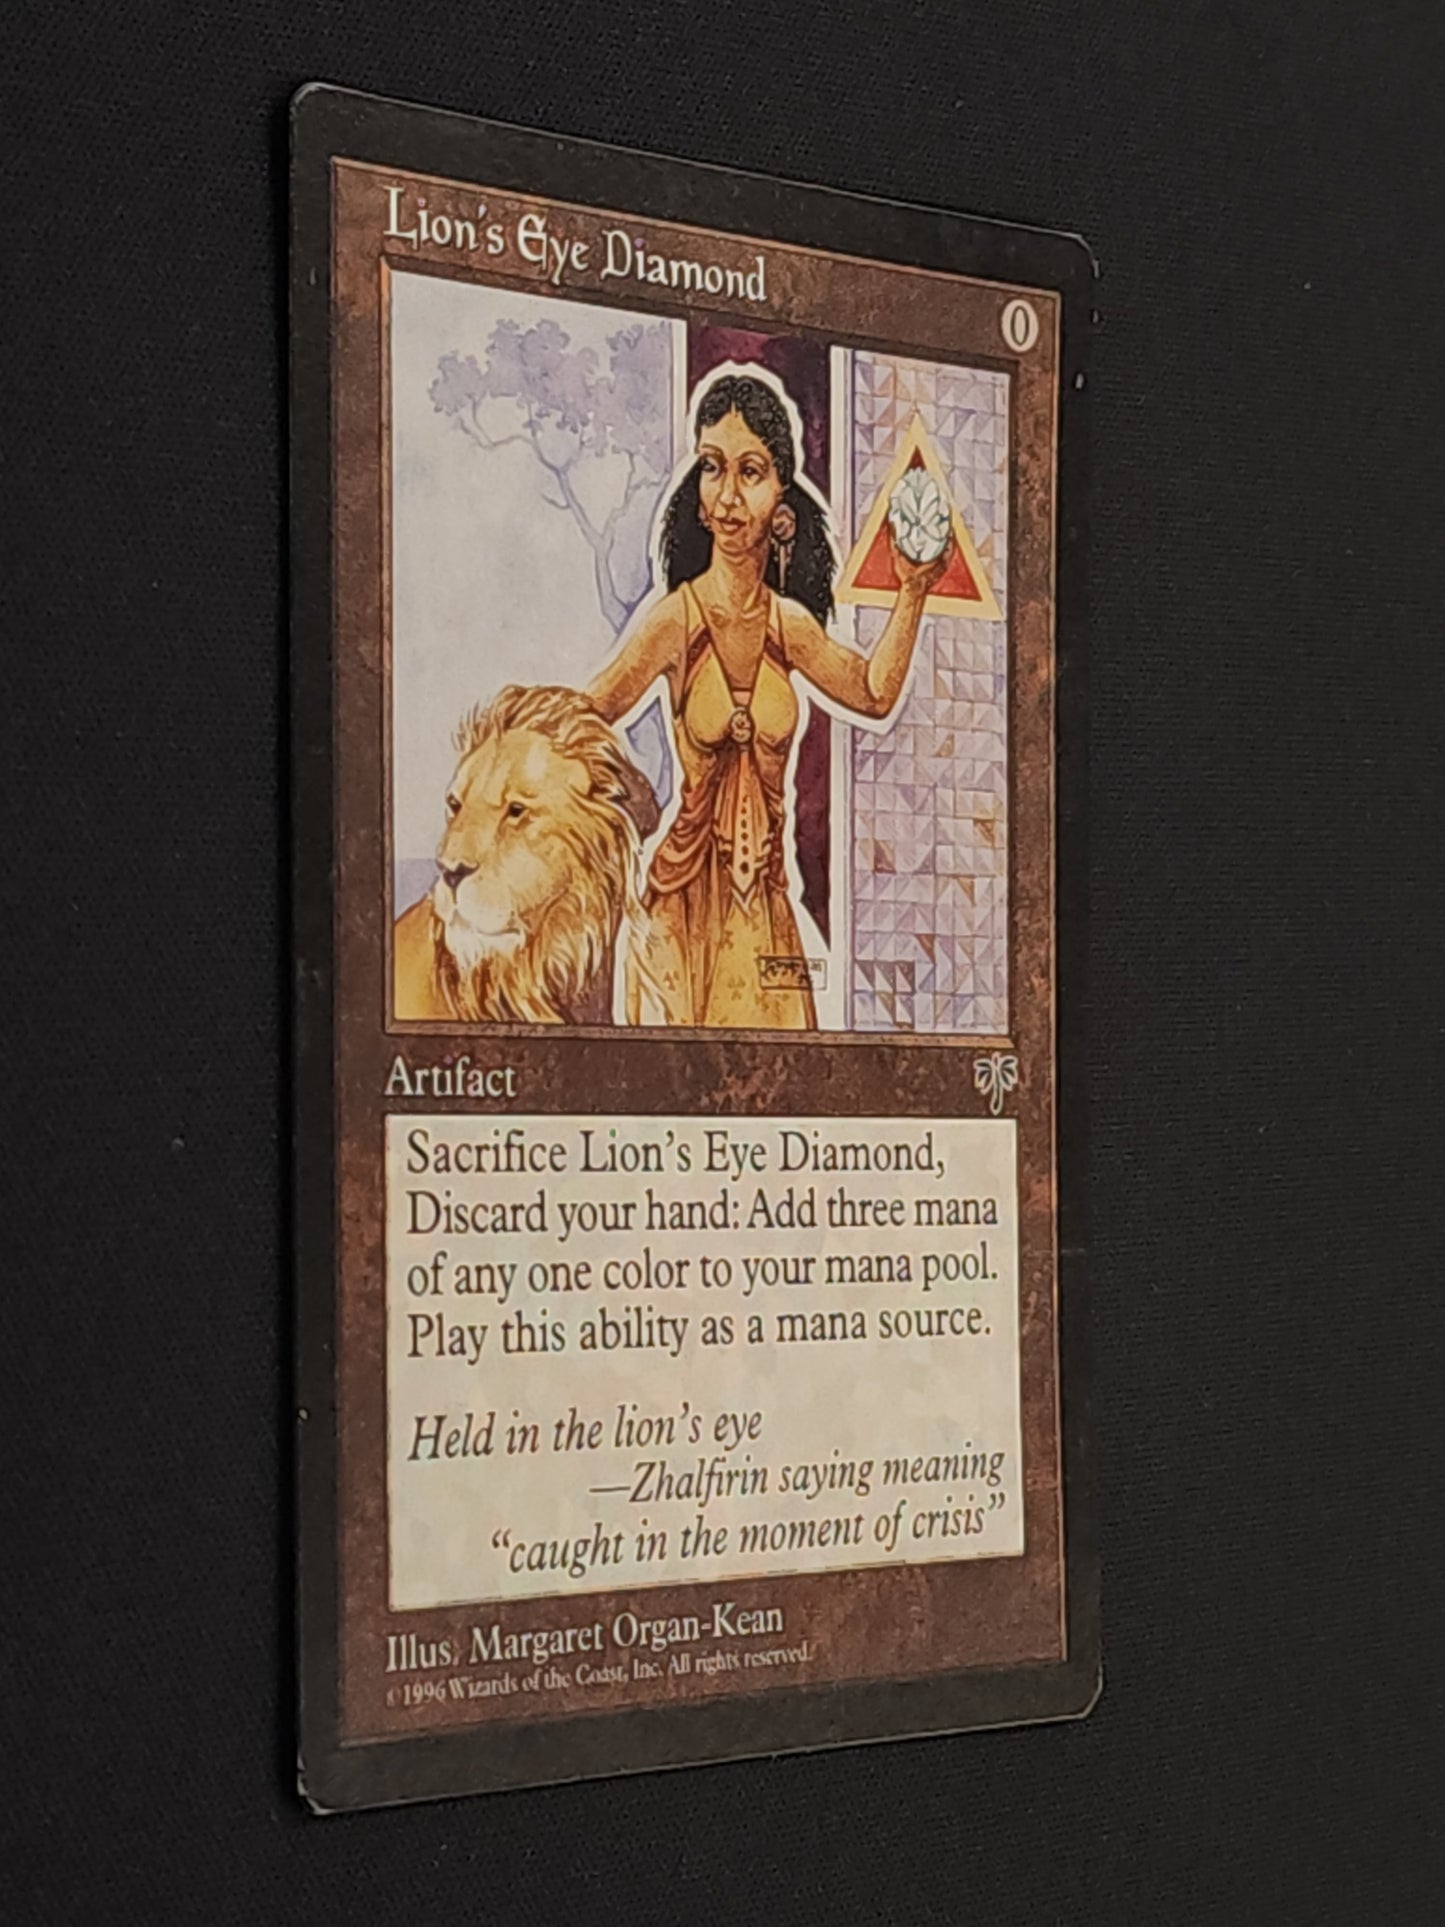 Lion's Eye Diamond
0
Artifact
Sacrifice Lion's Eye Diamond,
Discard your hand: Add three mana
of any one color to your mana pool.
Play this ability as a mana source.
Held in the lion's eye
—Zhalfirin saying meaning
“caught in the moment of crisis”
Illus. Margaret Organ-Kean
©1996 Wizards of the Coast, Inc. All rights reserved.